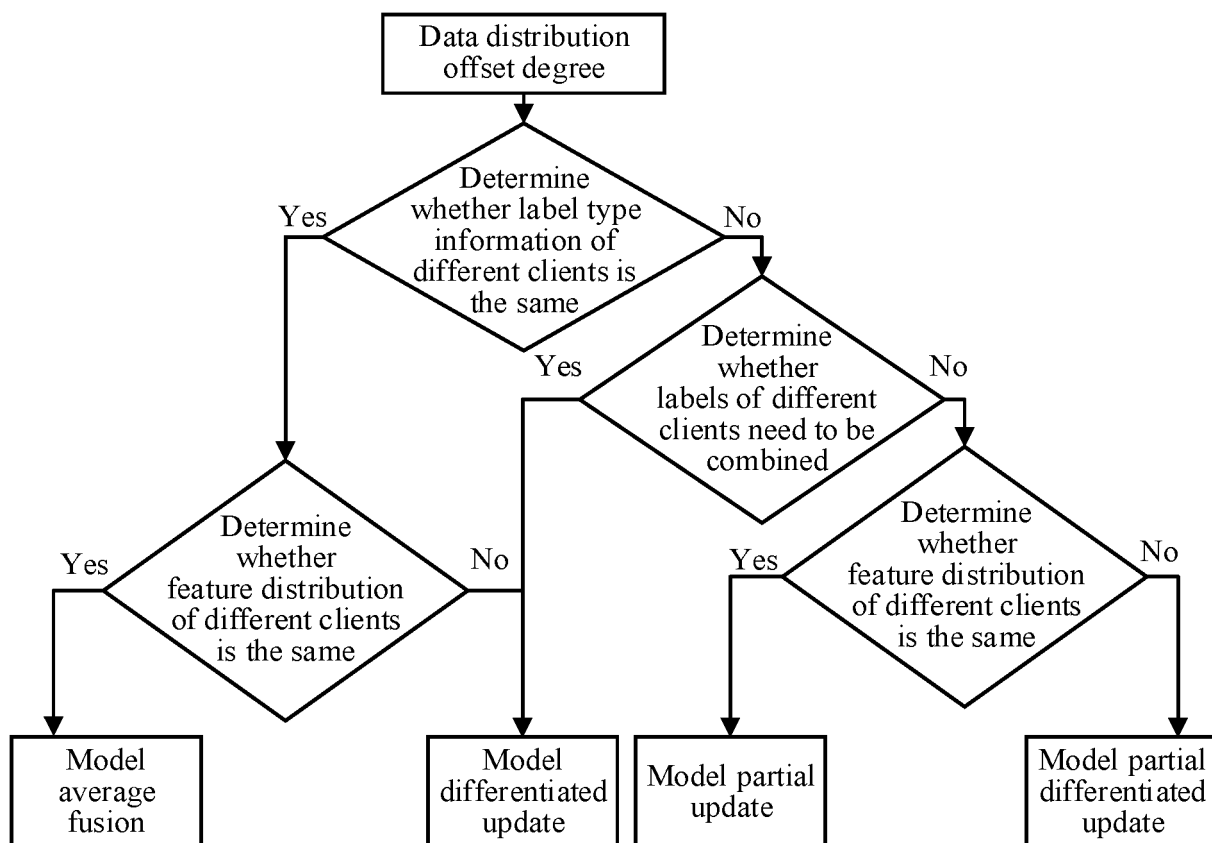 Data distribution
offset degree
Determine
whether label type
information of
different clients is
the same
Yes
No
Determine
whether
labels of different
clients need to be
combined
Yes
No
Determine
whether
feature distribution
of different clients
is the same
Yes
No
Determine
whether
feature distribution
of different clients
is the same
Yes
No
Model
average
fusion
Model
differentiated
update
Model partial
update
Model partial
differentiated
update